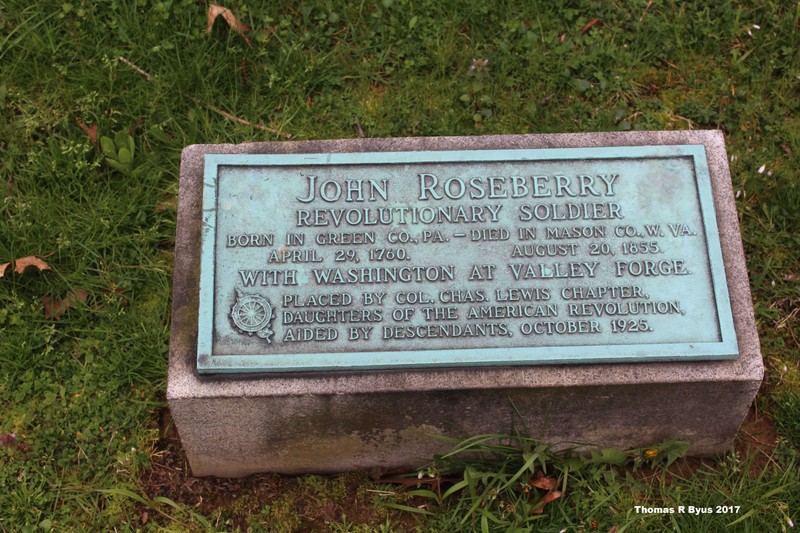 JOHN ROSEBERRY
REVOLUTIONARY SOLDIER
BORN IN GREEN CO., PA. – DIED IN MASON CO., W. VA.
APRIL 29, 1760. AUGUST 20, 1855.
WITH WASHINGTON AT VALLEY FORGE.
PLACED BY COL. CHAS. LEWIS CHAPTER,
DAUGHTERS OF THE AMERICAN REVOLUTION,
AIDED BY DESCENDANTS, OCTOBER 1925.
Thomas R Byus 2017